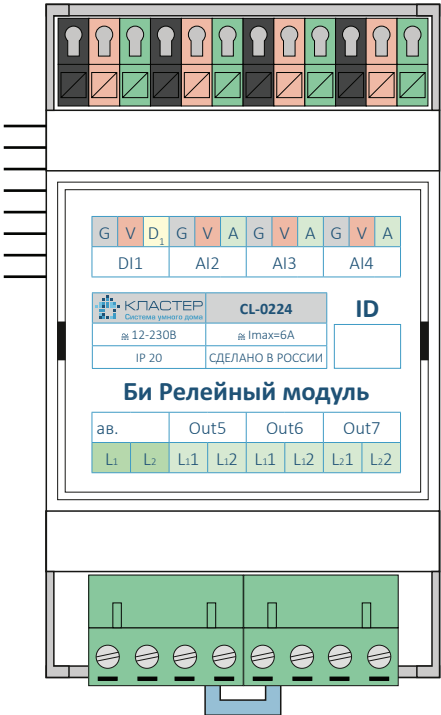 G V D1 G V A G V A G V A
DI1 AI2 AI3 AI4
КЛАСТЕР CL-0224 ID
Система умного дома
≅ 12-230В ≅ Imax=6A
IP 20 СДЕЛАНО В РОССИИ
Би Релейный модуль
ав. Out5 Out6 Out7
L1 L2 L11 L12 L11 L12 L21 L22